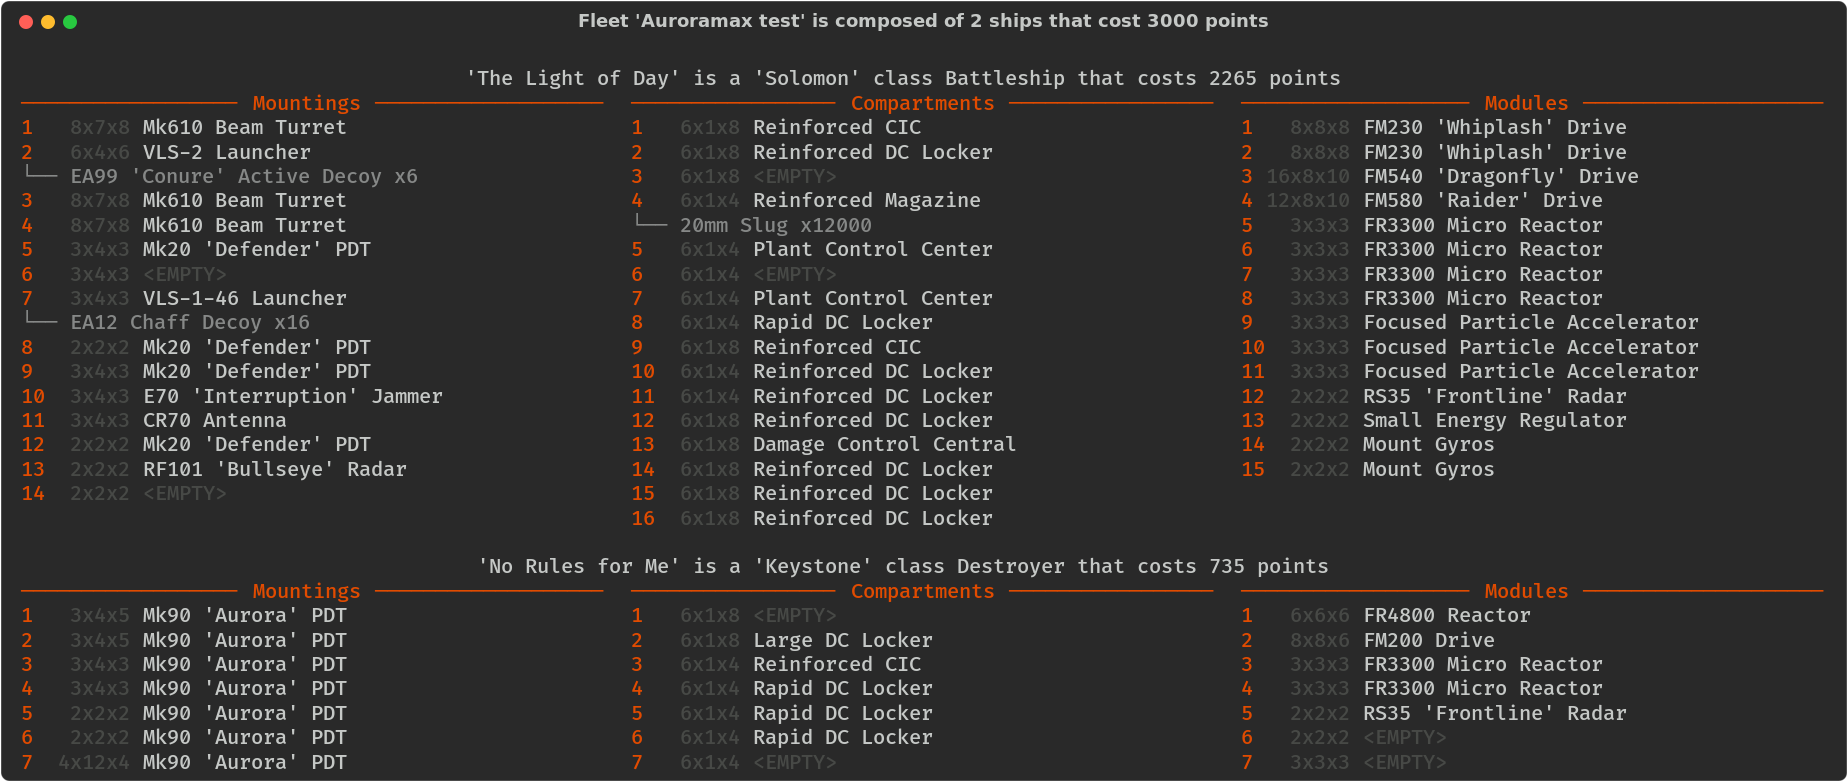 Fleet 'Auroramax test' is composed of 2 ships that cost 3000 points
'The Light of Day' is a 'Solomon' class Battleship that costs 2265 points
Mountings Compartments Modules
1 8x7x8 Mk610 Beam Turret 1 6x1x8 Reinforced CIC 1 8x8x8 FM230 'Whiplash' Drive
2 6x4x6 VLS-2 Launcher 2 6x1x8 Reinforced DC Locker 2 8x8x8 FM230 'Whiplash' Drive
└── EA99 'Conure' Active Decoy x6 3 6x1x8 <EMPTY> 3 16x8x10 FM540 'Dragonfly' Drive
3 8x7x8 Mk610 Beam Turret 4 6x1x4 Reinforced Magazine 4 12x8x10 FM580 'Raider' Drive
4 8x7x8 Mk610 Beam Turret └── 20mm Slug x12000 5 3x3x3 FR3300 Micro Reactor
5 3x4x3 Mk20 'Defender' PDT 5 6x1x4 Plant Control Center 6 3x3x3 FR3300 Micro Reactor
6 3x4x3 <EMPTY> 6 6x1x4 <EMPTY> 7 3x3x3 FR3300 Micro Reactor
7 3x4x3 VLS-1-46 Launcher 7 6x1x4 Plant Control Center 8 3x3x3 FR3300 Micro Reactor
└── EA12 Chaff Decoy x16 8 6x1x4 Rapid DC Locker 9 3x3x3 Focused Particle Accelerator
8 2x2x2 Mk20 'Defender' PDT 9 6x1x8 Reinforced CIC 10 3x3x3 Focused Particle Accelerator
9 3x4x3 Mk20 'Defender' PDT 10 6x1x4 Reinforced DC Locker 11 3x3x3 Focused Particle Accelerator
10 3x4x3 E70 'Interruption' Jammer 11 6x1x4 Reinforced DC Locker 12 2x2x2 RS35 'Frontline' Radar
11 3x4x3 CR70 Antenna 12 6x1x8 Reinforced DC Locker 13 2x2x2 Small Energy Regulator
12 2x2x2 Mk20 'Defender' PDT 13 6x1x8 Damage Control Central 14 2x2x2 Mount Gyros
13 2x2x2 RF101 'Bullseye' Radar 14 6x1x8 Reinforced DC Locker 15 2x2x2 Mount Gyros
14 2x2x2 <EMPTY> 15 6x1x8 Reinforced DC Locker
16 6x1x8 Reinforced DC Locker
'No Rules for Me' is a 'Keystone' class Destroyer that costs 735 points
Mountings Compartments Modules
1 3x4x5 Mk90 'Aurora' PDT 1 6x1x8 <EMPTY> 1 6x6x6 FR4800 Reactor
2 3x4x5 Mk90 'Aurora' PDT 2 6x1x8 Large DC Locker 2 8x8x6 FM200 Drive
3 3x4x3 Mk90 'Aurora' PDT 3 6x1x4 Reinforced CIC 3 3x3x3 FR3300 Micro Reactor
4 3x4x3 Mk90 'Aurora' PDT 4 6x1x4 Rapid DC Locker 4 3x3x3 FR3300 Micro Reactor
5 2x2x2 Mk90 'Aurora' PDT 5 6x1x4 Rapid DC Locker 5 2x2x2 RS35 'Frontline' Radar
6 2x2x2 Mk90 'Aurora' PDT 6 6x1x4 Rapid DC Locker 6 2x2x2 <EMPTY>
7 4x12x4 Mk90 'Aurora' PDT 7 6x1x4 <EMPTY> 7 3x3x3 <EMPTY>